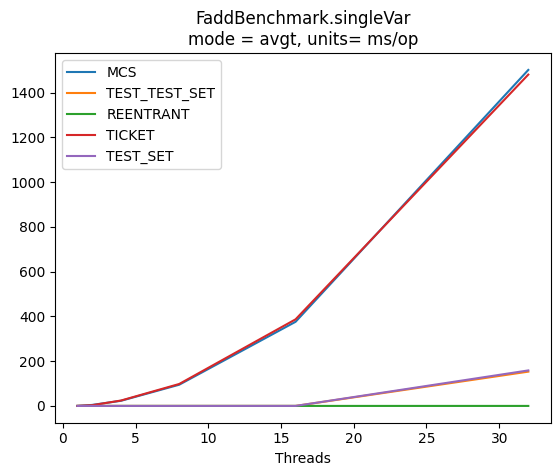 FaddBenchmark.singleVar
mode = avgt, units= ms/op
MCS
TEST_TEST_SET
REENTRANT
TICKET
TEST_SET
1400
1200
1000
800
600
400
200
0
0 5 10 15 20 25 30
Threads